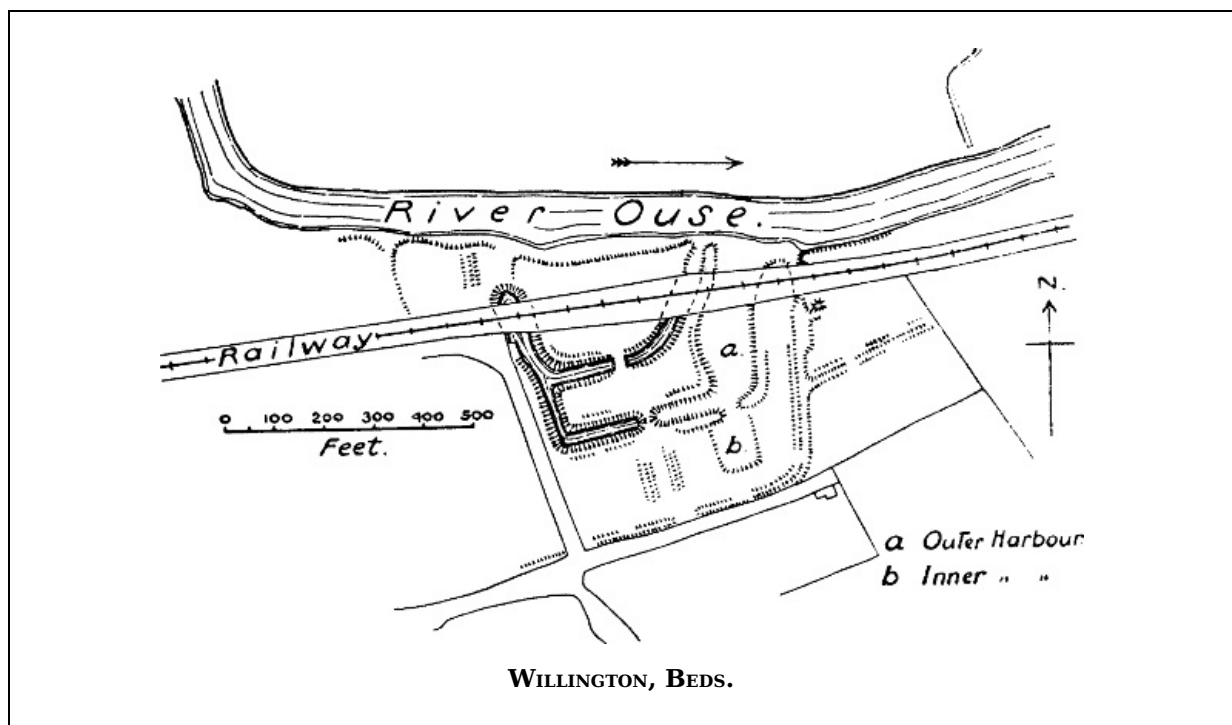 River Ouse.
N.
Railway
a.
0 100 200 300 400 500
Feet.
b.
a Outer Harbour
b Inner " "
WILLINGTON, BEDS.